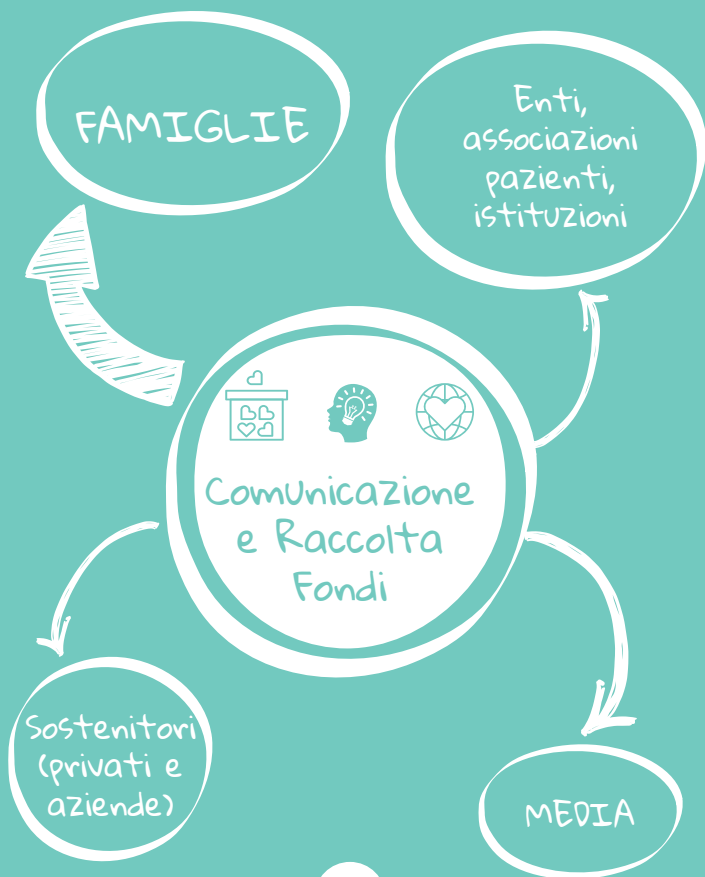 FAMIGLIE
Enti,
associazioni
pazienti,
istituzioni
Comunicazione
e Raccolta
Fondi
Sostenitori
(privati e
aziende)
MEDIA